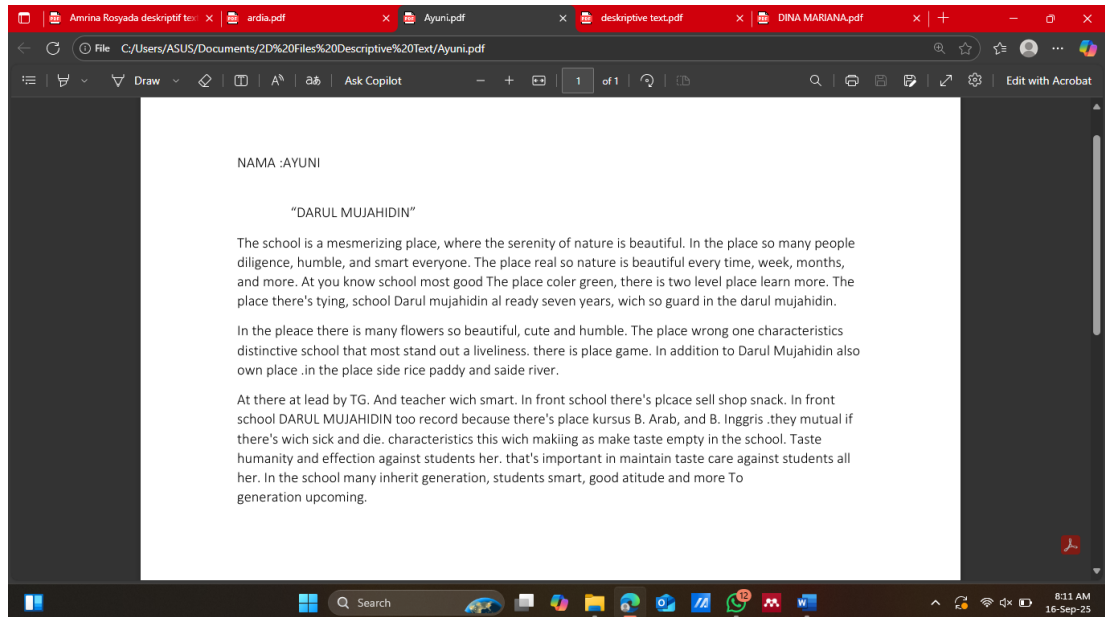 Amrina Rosyada deskriptif tex
ardia.pdf
Ayuni.pdf
deskriptive text.pdf
DINA MARIANA.pdf
File C:/Users/ASUS/Documents/2D%20Files%20Descriptive%20Text/Ayuni.pdf
Draw
Ask Copilot
1 of 1
Edit with Acrobat
NAMA :AYUNI
“DARUL MUJAHIDIN”
The school is a mesmerizing place, where the serenity of nature is beautiful. In the place so many people
diligence, humble, and smart everyone. The place real so nature is beautiful every time, week, months,
and more. At you know school most good The place coler green, there is two level place learn more. The
place there's tying, school Darul mujahidin al ready seven years, wich so guard in the darul mujahidin.
In the pleace there is many flowers so beautiful, cute and humble. The place wrong one characteristics
distinctive school that most stand out a liveliness. there is place game. In addition to Darul Mujahidin also
own place .in the place side rice paddy and saide river.
At there at lead by TG. And teacher wich smart. In front school there's plcace sell shop snack. In front
school DARUL MUJAHIDIN too record because there's place kursus B. Arab, and B. Inggris .they mutual if
there's wich sick and die. characteristics this wich makiing as make taste empty in the school. Taste
humanity and effection against students her. that's important in maintain taste care against students all
her. In the school many inherit generation, students smart, good atitude and more To
generation upcoming.
Search
12
8:11 AM
16-Sep-25